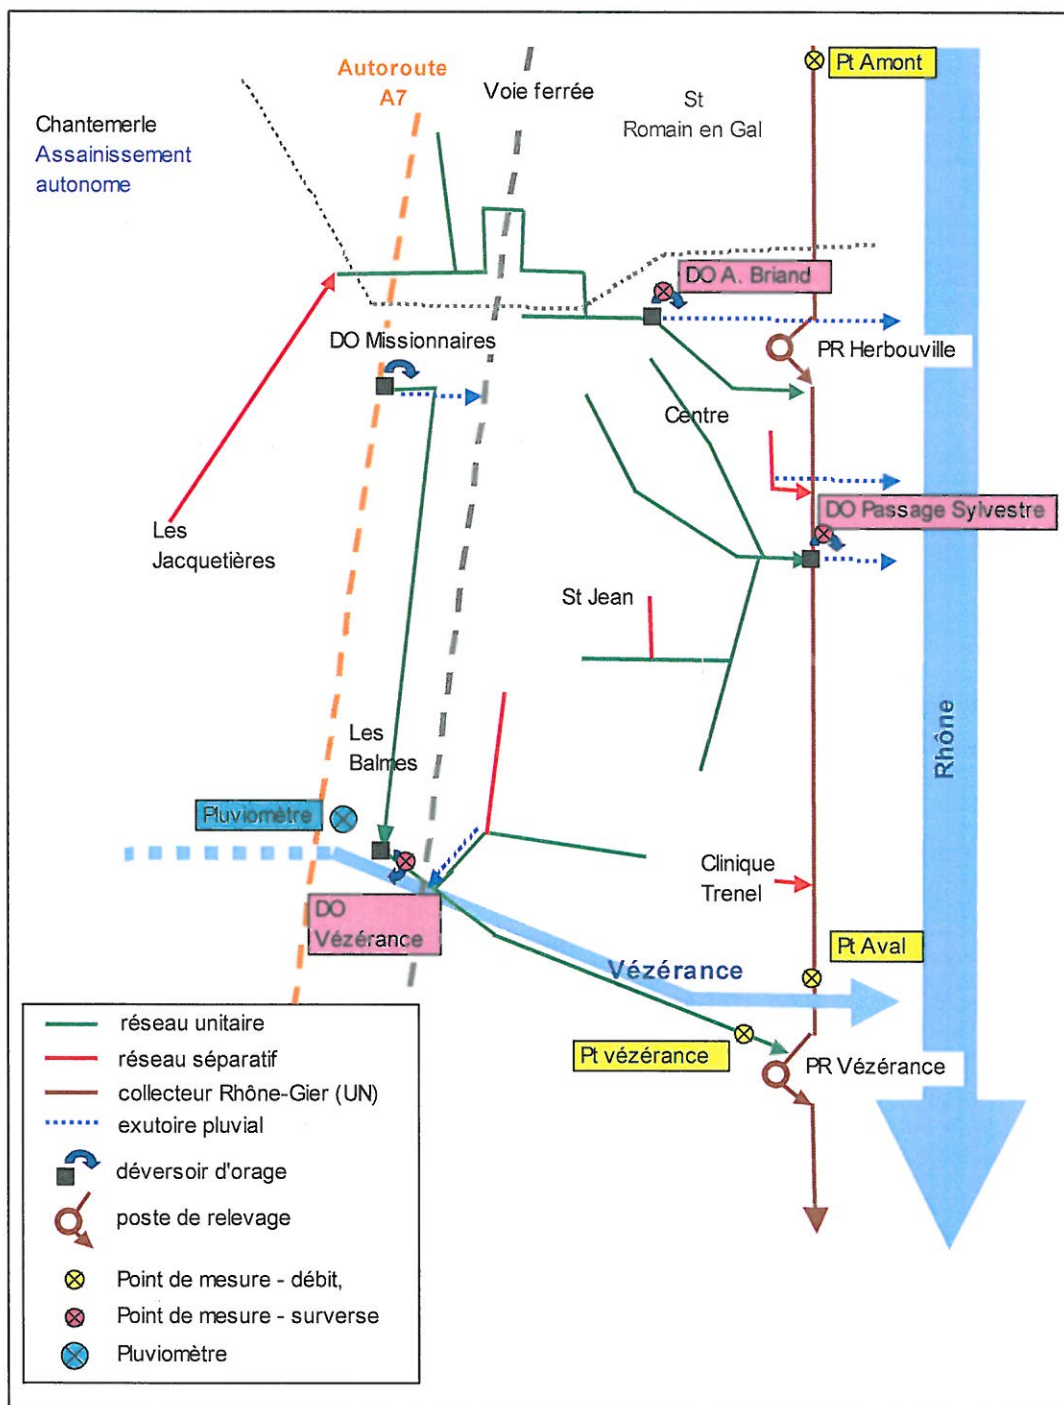 Pt Amont
Autoroute
A7
Voie ferrée
St
Romain en Gal
Chantemerle
Assainissement
autonome
DO A. Briand
DO Missionnaires
PR Herbouville
Centre
DO Passage Sylvestre
Les
Jacquetières
St Jean
Rhône
Les
Balmes
Pluviomètre
Clinique
Trenel
DO
Vézérance
Pt Aval
Vézérance
Pt vézérance
PR Vézérance
réseau unitaire
réseau séparatif
collecteur Rhône-Gier (UN)
exutoire pluvial
déversoir d'orage
poste de relevage
Point de mesure - débit,
Point de mesure - surverse
Pluviomètre